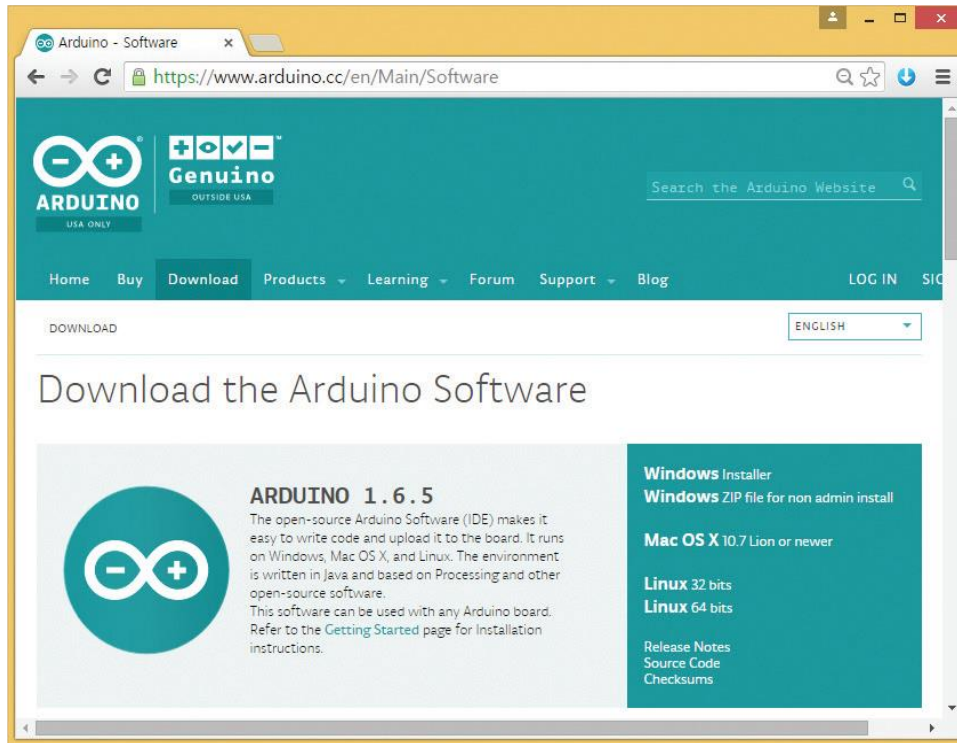 Arduino - Software
https://www.arduino.cc/en/Main/Software
ARDUINO
USA ONLY
Genuino
OUTSIDE USA
Search the Arduino Website
Home Buy Download Products Learning Forum Support Blog LOG IN SIG
DOWNLOAD
ENGLISH
Download the Arduino Software
ARDUINO 1.6.5
The open-source Arduino Software (IDE) makes it
easy to write code and upload it to the board. It runs
on Windows, Mac OS X, and Linux. The environment
is written in Java and based on Processing and other
open-source software.
This software can be used with any Arduino board.
Refer to the Getting Started page for Installation
instructions.
Windows Installer
Windows ZIP file for non admin install
Mac OS X 10.7 Lion or newer
Linux 32 bits
Linux 64 bits
Release Notes
Source Code
Checksums